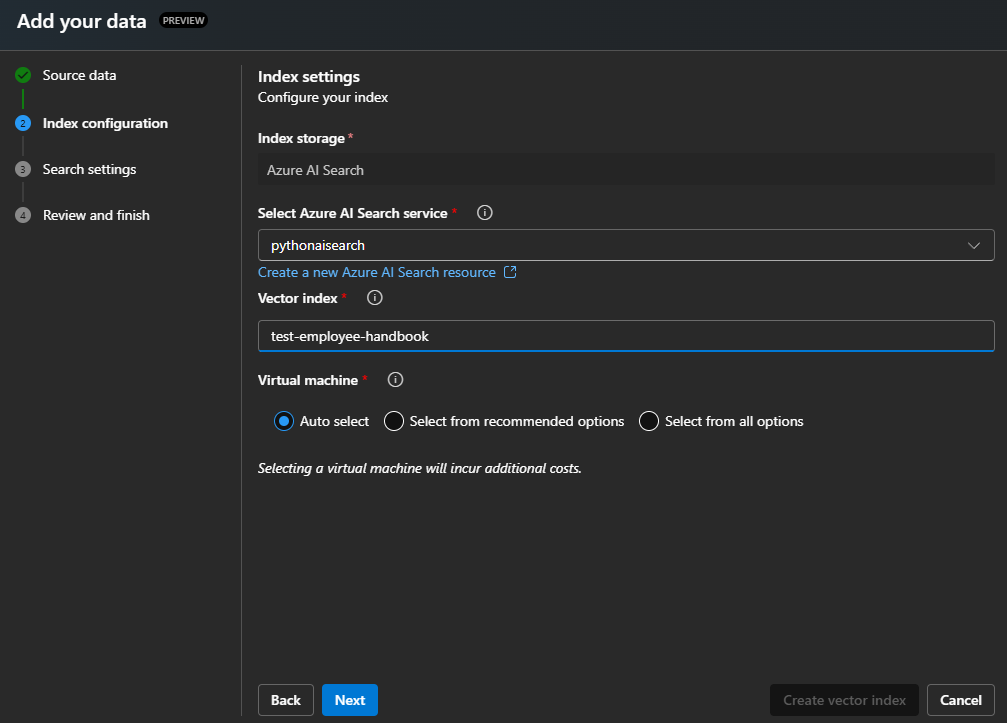 Add your data PREVIEW
Source data
2 Index configuration
3 Search settings
4 Review and finish
Index settings
Configure your index
Index storage *
Azure AI Search
Select Azure AI Search service *
pythonaisearch
Create a new Azure AI Search resource
Vector index *
test-employee-handbook
Virtual machine *
Auto select Select from recommended options Select from all options
Selecting a virtual machine will incur additional costs.
Back Next Create vector index Cancel